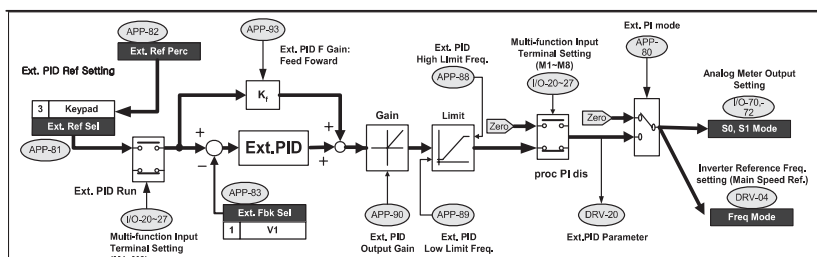 APP-82
Ext. Ref Perc
Ext. PID Ref Setting
3 Keypad
Ext. Ref Sel
APP-81
Ext. PID Run
I/O-20~27
Multi-function Input
Terminal Setting
APP-93
Ext. PID F Gain:
Feed Foward
Kf
+
−
Ext.PID
+
+
APP-83
Ext. Fbk Sel
1 V1
Gain
APP-90
Ext. PID
Output Gain
Ext. PID
High Limit Freq.
APP-88
Limit
APP-89
Ext. PID
Low Limit Freq.
Multi-function Input
Terminal Setting
(M1~M8)
I/O-20~27
Zero
proc PI dis
DRV-20
Ext.PID Parameter
Ext. PI mode
APP-
80
Zero
Analog Meter Output
Setting
I/O-70,-
72
S0, S1 Mode
Inverter Reference Freq.
setting (Main Speed Ref.)
DRV-04
Freq Mode